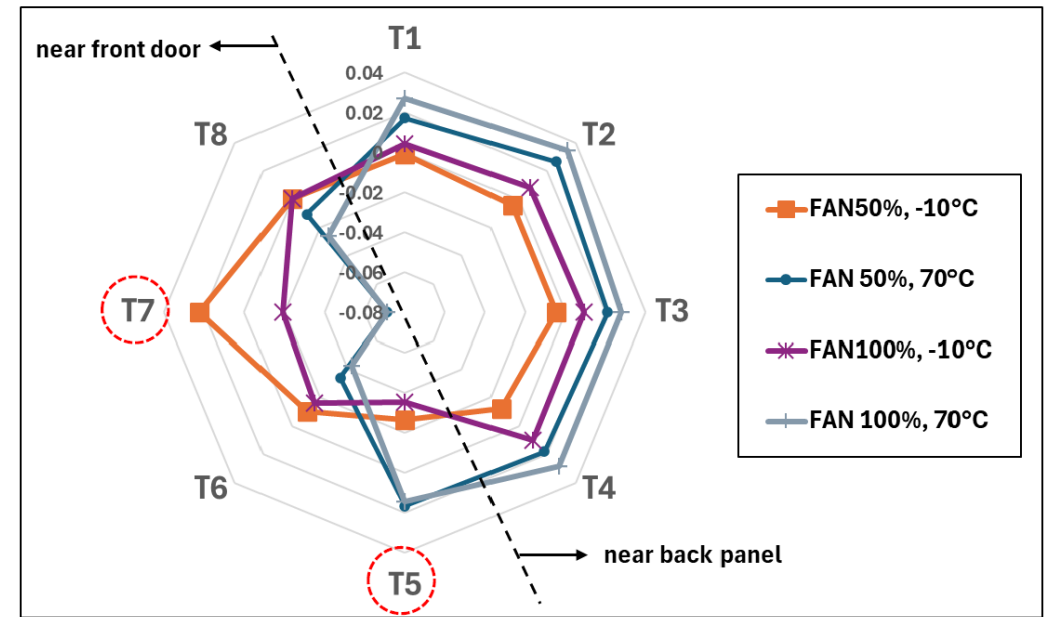 near front door
T1
T2
T3
T4
T5
T6
T7
T8
0.04
0.02
0
-0.02
-0.04
-0.06
-0.08
near back panel
FAN50%, -10°C
FAN 50%, 70°C
FAN100%, -10°C
FAN 100%, 70°C